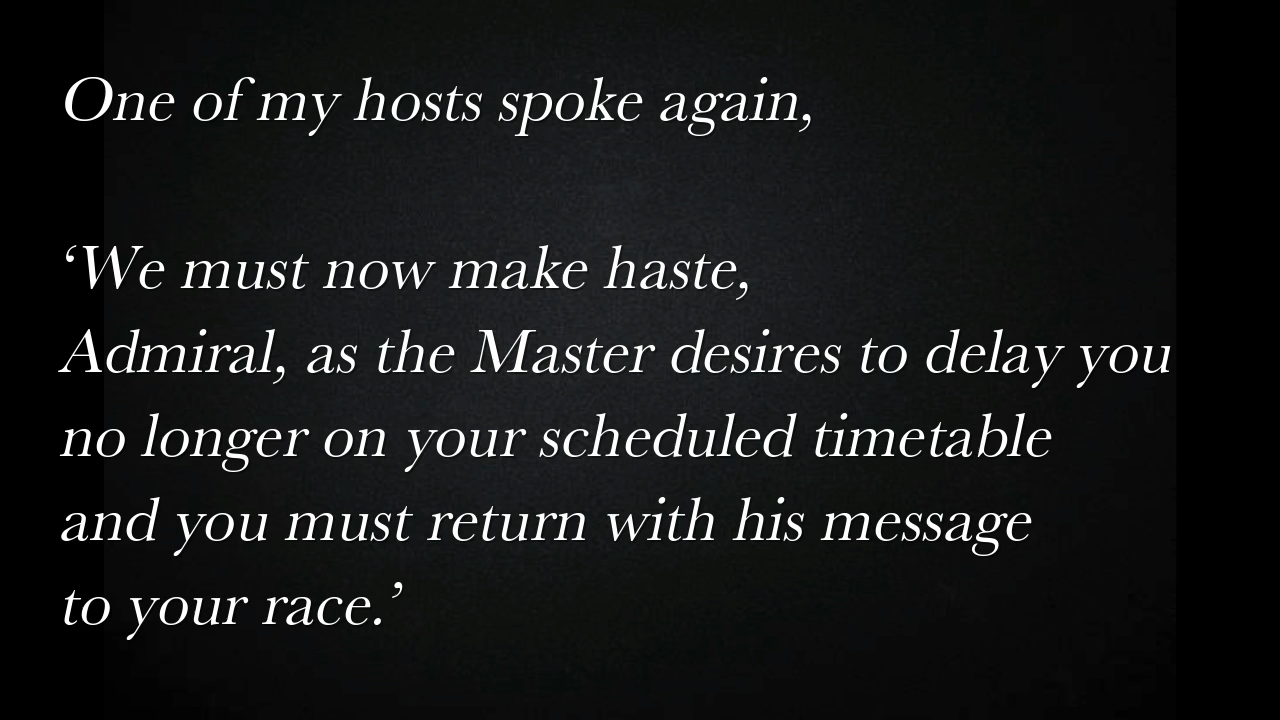 One of my hosts spoke again,
‘We must now make haste,
Admiral, as the Master desires to delay you
no longer on your scheduled timetable
and you must return with his message
to your race.’